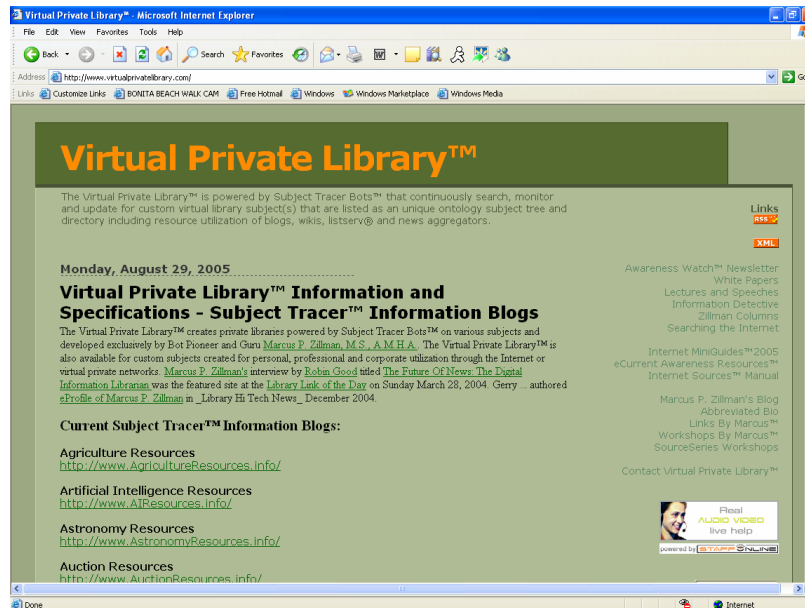 Virtual Private Library™ - Microsoft Internet Explorer
File Edit View Favorites Tools Help
Back Search Favorites
Address http://www.virtualprivatelibrary.com/ Go
Links Customize Links BONITA BEACH WALK CAM Free Hotmail Windows Windows Marketplace Windows Media
Virtual Private Library™
The Virtual Private Library™ is powered by Subject Tracer Bots™ that continuously search, monitor
and update for custom virtual library subject(s) that are listed as an unique ontology subject tree and
directory including resource utilization of blogs, wikis, listserv® and news aggregators.
Monday, August 29, 2005
Virtual Private Library™ Information and
Specifications - Subject Tracer™ Information Blogs
The Virtual Private Library™ creates private libraries powered by Subject Tracer Bots™ on various subjects and
developed exclusively by Bot Pioneer and Guru Marcus P. Zillman, M.S., A.M.H.A.. The Virtual Private Library™ is
also available for custom subjects created for personal, professional and corporate utilization through the Internet or
virtual private networks. Marcus P. Zillman's interview by Robin Good titled The Future Of News: The Digital
Information Librarian was the featured site at the Library Link of the Day on Sunday March 28, 2004. Gerry ... authored
eProfile of Marcus P. Zillman in _Library Hi Tech News_ December 2004.
Current Subject Tracer™ Information Blogs:
Agriculture Resources
http://www.AgricultureResources.info/
Artificial Intelligence Resources
http://www.AIResources.info/
Astronomy Resources
http://www.AstronomyResources.info/
Auction Resources
http://www.AuctionResources.info/
Links
RSS
XML
Awareness Watch™ Newsletter
White Papers
Lectures and Speeches
Information Detective
Zillman Columns
Searching the Internet
Internet MiniGuides™2005
eCurrent Awareness Resources™
Internet Sources™ Manual
Marcus P. Zillman's Blog
Abbreviated Bio
Links By Marcus™
Workshops By Marcus™
SourceSeries Workshops
Contact Virtual Private Library™
Real
AUDIO VIDEO
live help
powered by STAFF ONLINE
Done Internet